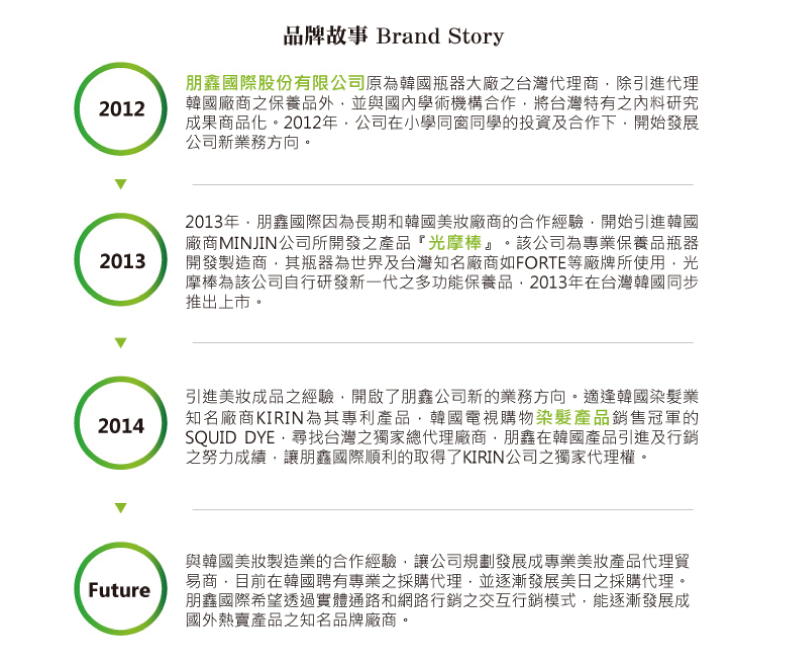 品牌故事 Brand Story
2012
朋鑫國際股份有限公司原為韓國瓶器大廠之台灣代理商，除引進代理
韓國廠商之保養品外，並與國內學術機構合作，將台灣特有之內料研究
成果商品化。2012年，公司在小學同窗同學的投資及合作下，開始發展
公司新業務方向。
2013
2013年，朋鑫國際因為長期和韓國美妝廠商的合作經驗，開始引進韓國
廠商MINJIN公司所開發之產品『光摩棒』。該公司為專業保養品瓶器
開發製造商，其瓶器為世界及台灣知名廠商如FORTE等廠牌所使用，光
摩棒為該公司自行研發新一代之多功能保養品，2013年在台灣韓國同步
推出上市。
2014
引進美妝成品之經驗，開啟了朋鑫公司新的業務方向。適逢韓國染髮業
知名廠商KIRIN為其專利產品，韓國電視購物染髮產品銷售冠軍的
SQUID DYE，尋找台灣之獨家總代理廠商，朋鑫在韓國產品引進及行銷
之努力成績，讓朋鑫國際順利的取得了KIRIN公司之獨家代理權。
Future
與韓國美妝製造業的合作經驗，讓公司規劃發展成專業美妝產品代理貿
易商，目前在韓國聘有專業之採購代理，並逐漸發展美日之採購代理。
朋鑫國際希望透過實體通路和網路行銷之交互行銷模式，能逐漸發展成
國外熱賣產品之知名品牌廠商。